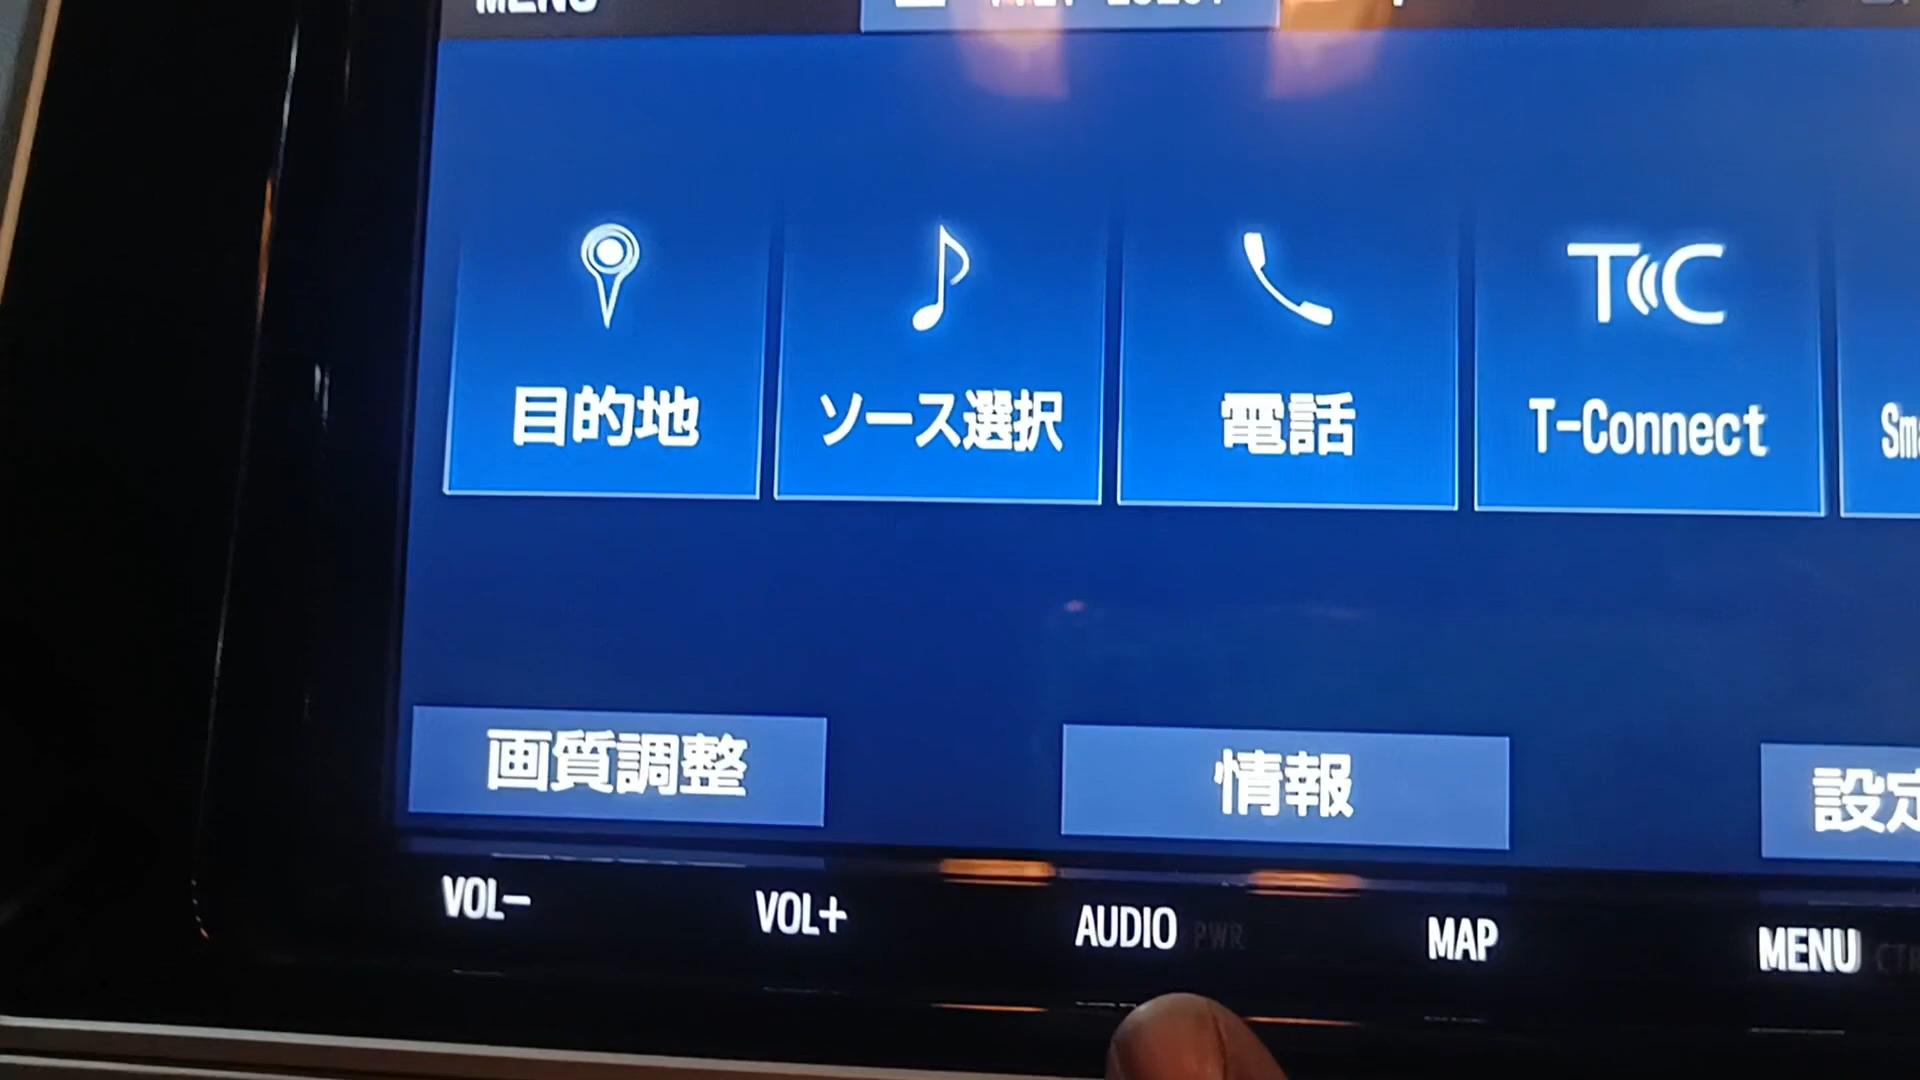 MENU
T C
目的地
ソース選択
電話
T-Connect
画質調整
情報
VOL-
VOL+
AUDIO
PWR
MAP
MENU